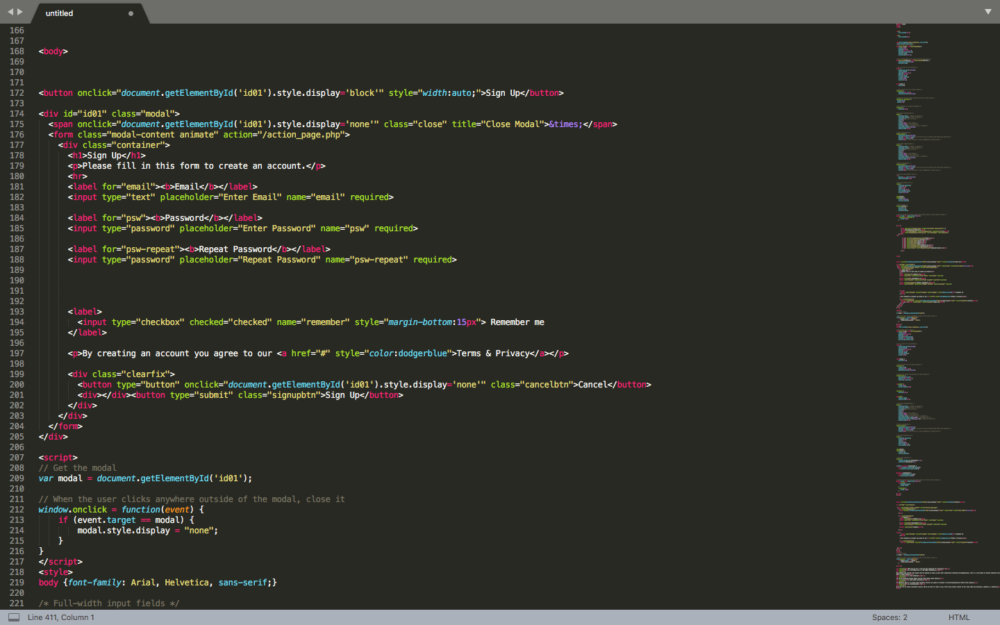 untitled
166
167
168 <body>
169
170
171
172 <button onclick="document.getElementById('id01').style.display='block'" style="width:auto;">Sign Up</button>
173
174 <div id="id01" class="modal">
175 <span onclick="document.getElementById('id01').style.display='none'" class="close" title="Close Modal">&times;</span>
176 <form class="modal-content animate" action="/action_page.php">
177 <div class="container">
178 <h1>Sign Up</h1>
179 <p>Please fill in this form to create an account.</p>
180 <hr>
181 <label for="email"><b>Email</b></label>
182 <input type="text" placeholder="Enter Email" name="email" required>
183
184 <label for="psw"><b>Password</b></label>
185 <input type="password" placeholder="Enter Password" name="psw" required>
186
187 <label for="psw-repeat"><b>Repeat Password</b></label>
188 <input type="password" placeholder="Repeat Password" name="psw-repeat" required>
189
190
191
192
193 <label>
194 <input type="checkbox" checked="checked" name="remember" style="margin-bottom:15px"> Remember me
195 </label>
196
197 <p>By creating an account you agree to our <a href="#" style="color:dodgerblue">Terms & Privacy</a></p>
198
199 <div class="clearfix">
200 <button type="button" onclick="document.getElementById('id01').style.display='none'" class="cancelbtn">Cancel</button>
201 <div></div><button type="submit" class="signupbtn">Sign Up</button>
202 </div>
203 </div>
204 </form>
205 </div>
206
207 <script>
208 // Get the modal
209 var modal = document.getElementById('id01');
210
211 // When the user clicks anywhere outside of the modal, close it
212 window.onclick = function(event) {
213 if (event.target == modal) {
214 modal.style.display = "none";
215 }
216 }
217 </script>
218 <style>
219 body {font-family: Arial, Helvetica, sans-serif;}
220
221 /* Full-width input fields */
Line 411, Column 1
Spaces: 2
HTML